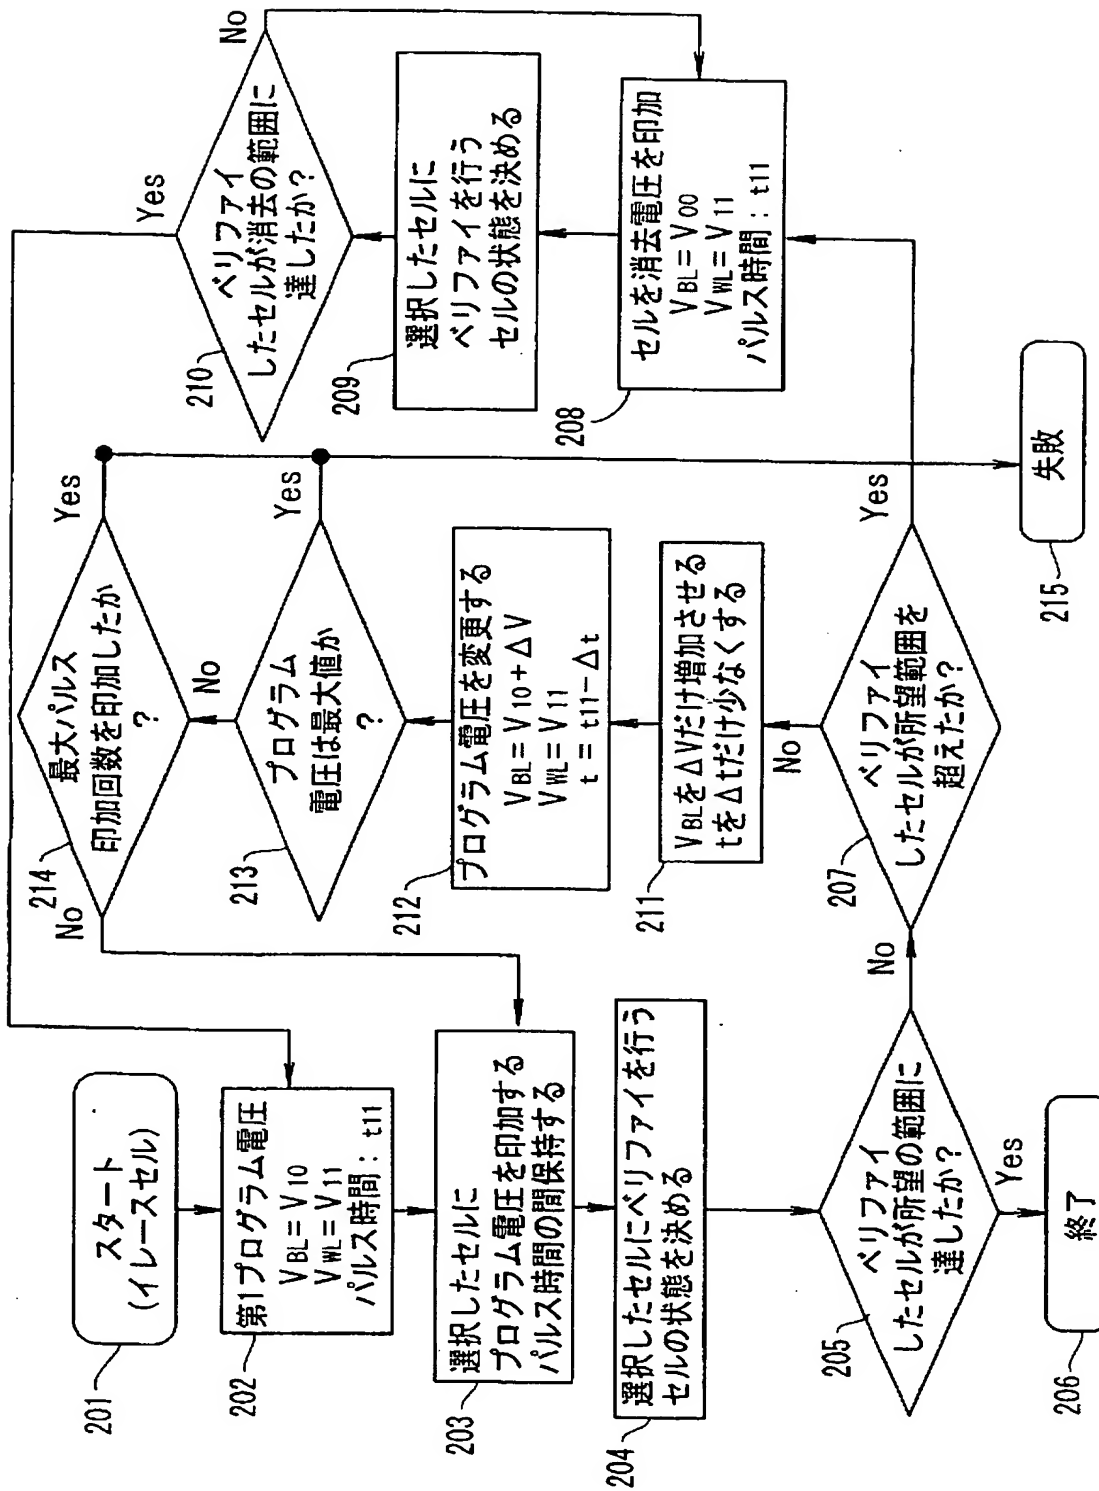 201
スタート
(イレースセル)
202
第1プログラム電圧
VBL=V10
VWL=V11
パルス時間:t11
203
選択したセルに
プログラム電圧を印加する
パルス時間の間保持する
204
選択したセルにベリファイを行う
セルの状態を決める
205
ベリファイ
したセルが所望の範囲に
達したか?
Yes
No
206
終了
207
ベリファイ
したセルが所望範囲を
超えたか?
Yes
No
208
セルを消去電圧を印加
VBL=V00
VWL=V11
パルス時間:t11
209
選択したセルに
ベリファイを行う
セルの状態を決める
210
ベリファイ
したセルが消去の範囲に
達したか?
Yes
No
211
VBLをΔVだけ増加させる
tをΔtだけ少なくする
212
プログラム電圧を変更する
VBL=V10+ΔV
VWL=V11
t=t11-Δt
213
プログラム
電圧は最大値か
?
Yes
No
214
最大パルス
印加回数を印加したか
?
Yes
No
215
失敗